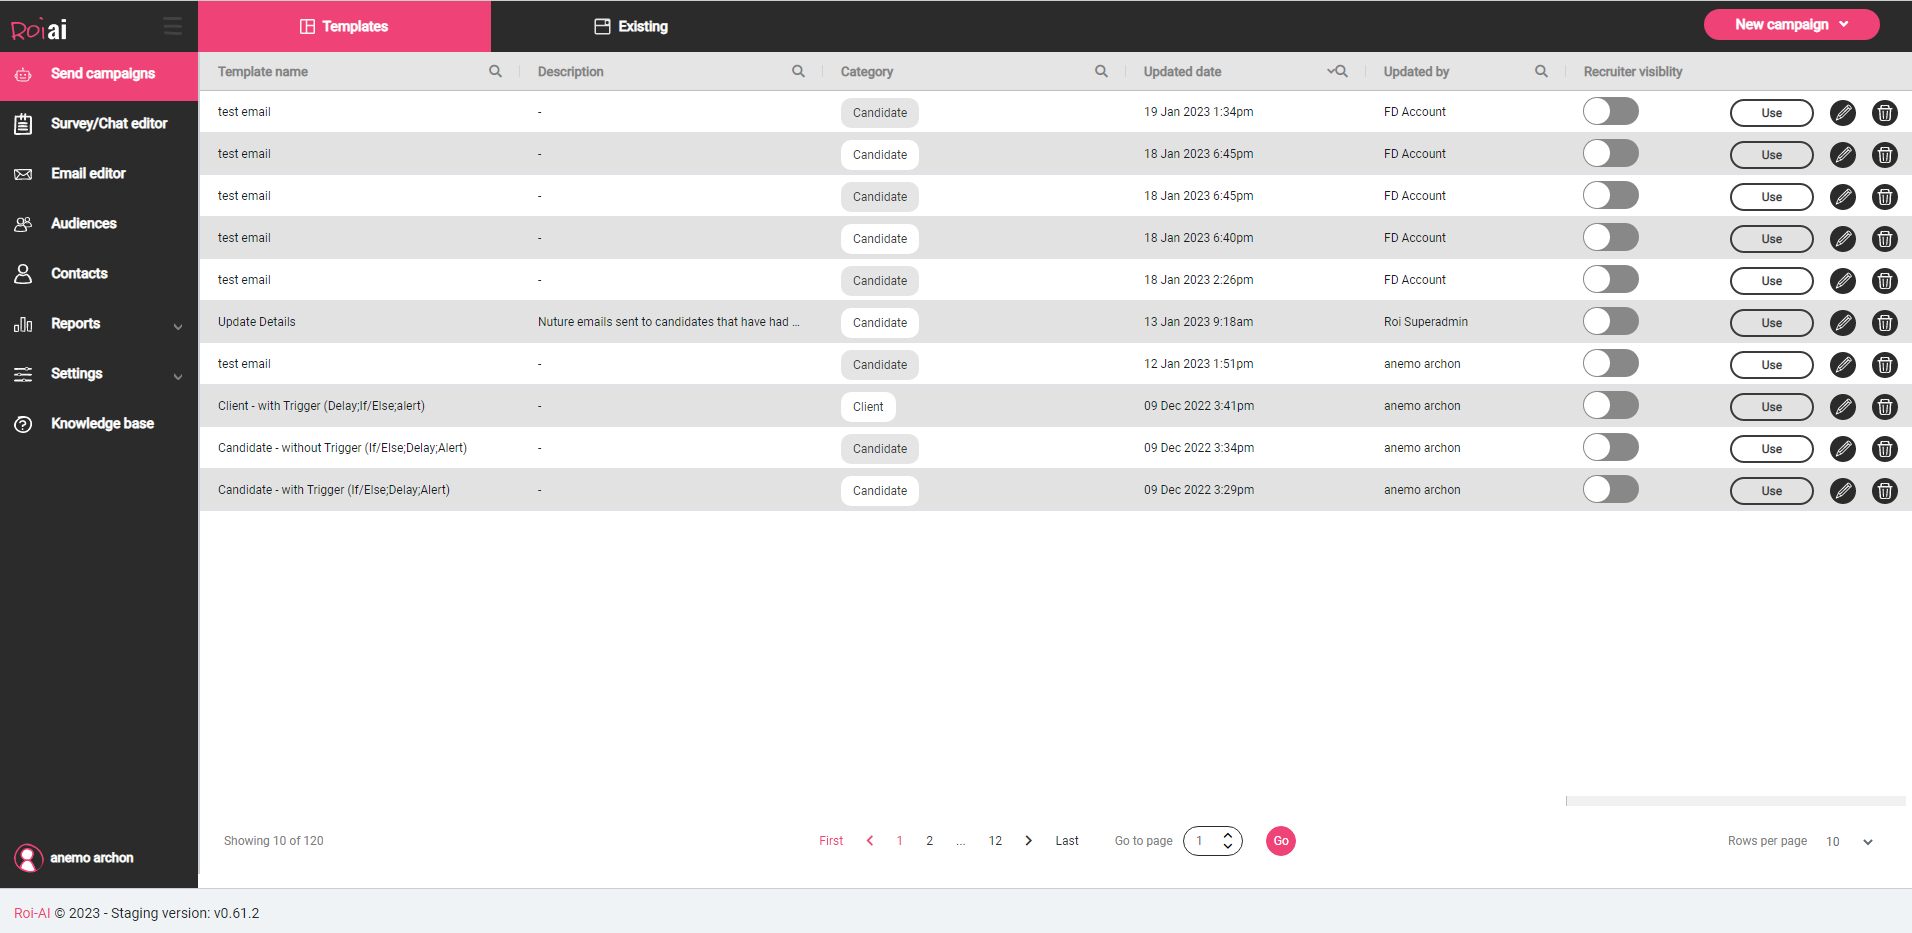 Roi ai
Templates
Existing
New campaign
Send campaigns
Survey/Chat editor
Email editor
Audiences
Contacts
Reports
Settings
Knowledge base
anemo archon
Template name Description Category Updated date Updated by Recruiter visiblity
test email - Candidate 19 Jan 2023 1:34pm FD Account Use
test email - Candidate 18 Jan 2023 6:45pm FD Account Use
test email - Candidate 18 Jan 2023 6:45pm FD Account Use
test email - Candidate 18 Jan 2023 6:40pm FD Account Use
test email - Candidate 18 Jan 2023 2:26pm FD Account Use
Update Details Nuture emails sent to candidates that have had ... Candidate 13 Jan 2023 9:18am Roi Superadmin Use
test email - Candidate 12 Jan 2023 1:51pm anemo archon Use
Client - with Trigger (Delay;If/Else;alert) - Client 09 Dec 2022 3:41pm anemo archon Use
Candidate - without Trigger (If/Else;Delay;Alert) - Candidate 09 Dec 2022 3:34pm anemo archon Use
Candidate - with Trigger (If/Else;Delay;Alert) - Candidate 09 Dec 2022 3:29pm anemo archon Use
Showing 10 of 120 First 1 2 ... 12 Last Go to page 1 Go Rows per page 10
Roi-AI © 2023 - Staging version: v0.61.2